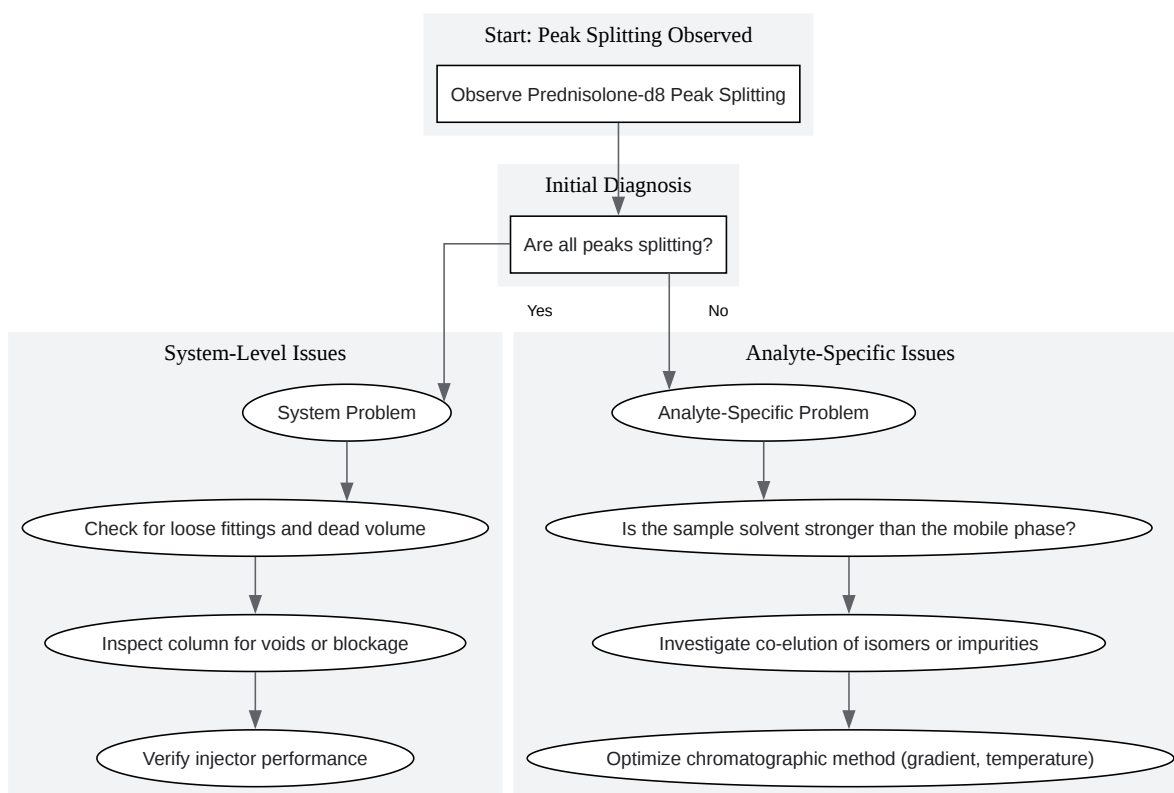 Start: Peak Splitting Observed
Observe Prednisolone-d8 Peak Splitting
Initial Diagnosis
Are all peaks splitting?
Yes
No
System-Level Issues
System Problem
Check for loose fittings and dead volume
Inspect column for voids or blockage
Verify injector performance
Analyte-Specific Issues
Analyte-Specific Problem
Is the sample solvent stronger than the mobile phase?
Investigate co-elution of isomers or impurities
Optimize chromatographic method (gradient, temperature)